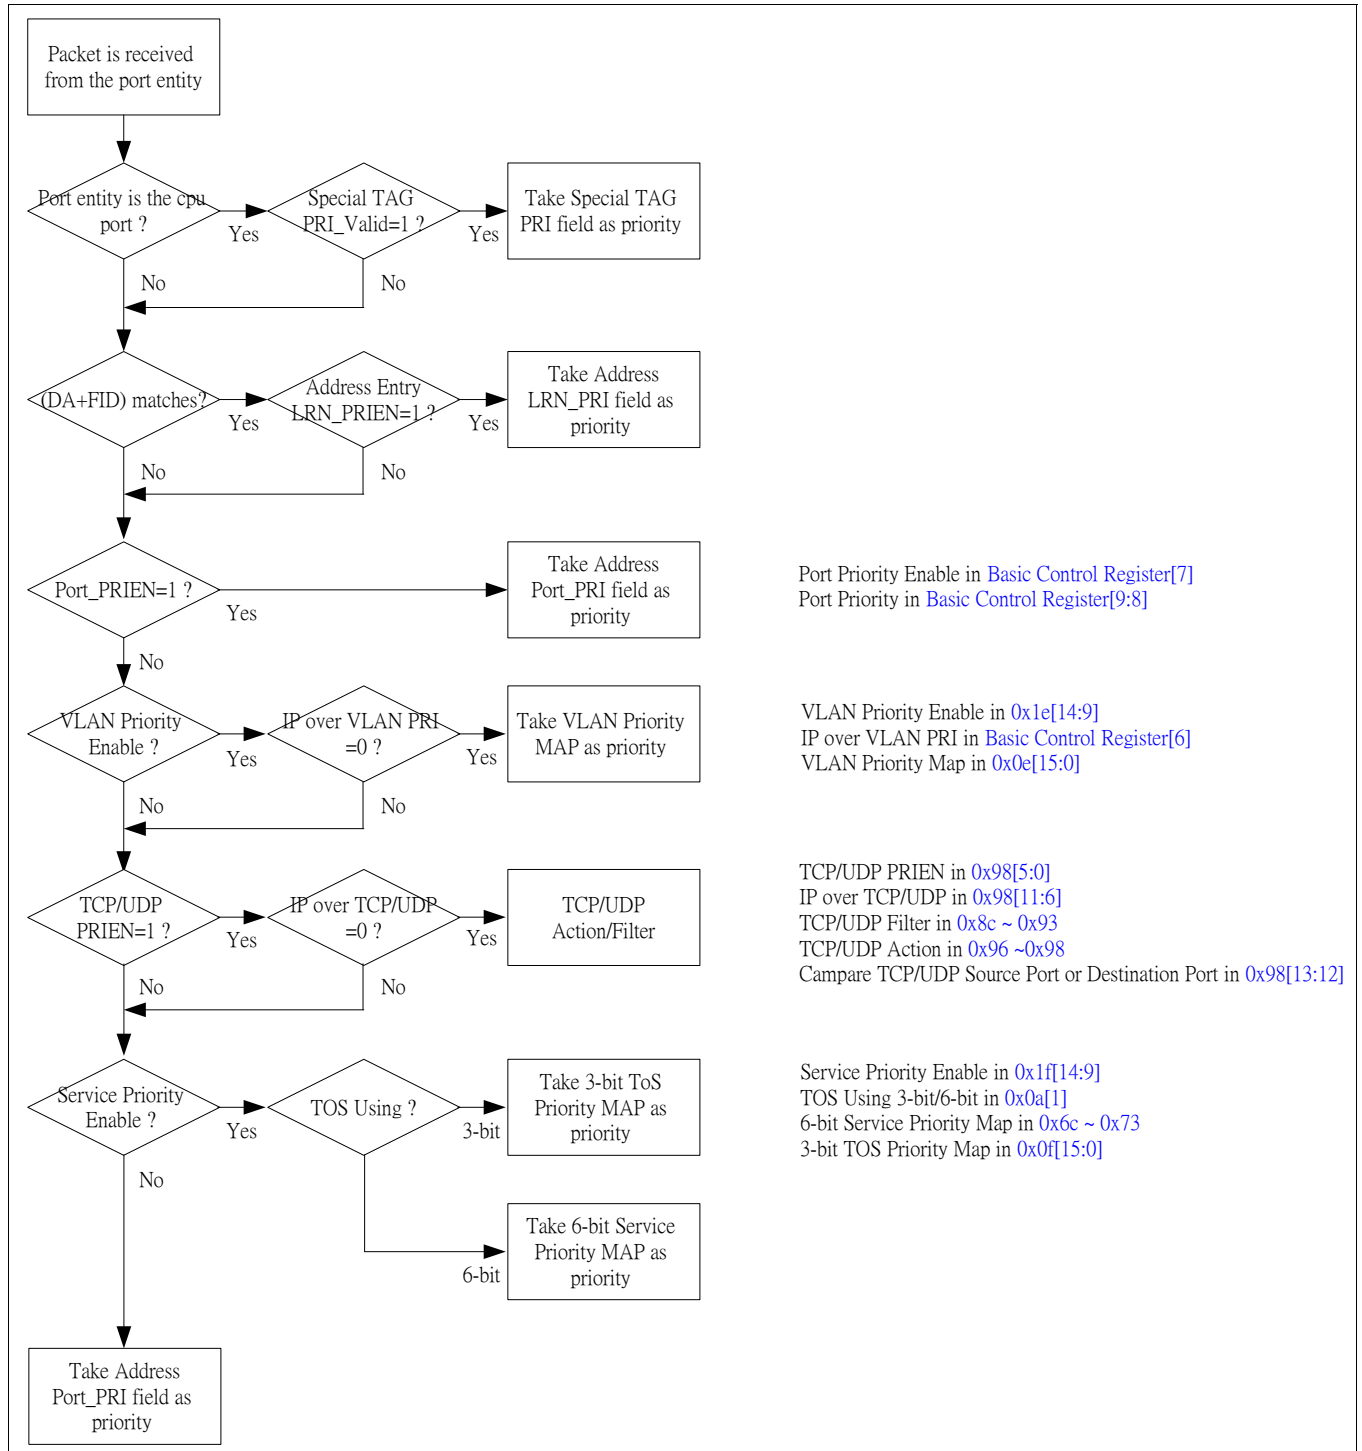 Packet is received
from the port entity
Port entity is the cpu
port ?
Yes
No
Special TAG
PRI_Valid=1 ?
Yes
No
Take Special TAG
PRI field as priority
(DA+FID) matches?
Yes
No
Address Entry
LRN_PRIEN=1 ?
Yes
No
Take Address
LRN_PRI field as
priority
Port_PRIEN=1 ?
Yes
No
Take Address
Port_PRI field as
priority
Port Priority Enable in Basic Control Register[7]
Port Priority in Basic Control Register[9:8]
VLAN Priority
Enable ?
Yes
No
IP over VLAN PRI
=0 ?
Yes
No
Take VLAN Priority
MAP as priority
VLAN Priority Enable in 0x1e[14:9]
IP over VLAN PRI in Basic Control Register[6]
VLAN Priority Map in 0x0e[15:0]
TCP/UDP
PRIEN=1 ?
Yes
No
IP over TCP/UDP
=0 ?
Yes
No
TCP/UDP
Action/Filter
TCP/UDP PRIEN in 0x98[5:0]
IP over TCP/UDP in 0x98[11:6]
TCP/UDP Filter in 0x8c ~ 0x93
TCP/UDP Action in 0x96 ~0x98
Campare TCP/UDP Source Port or Destination Port in 0x98[13:12]
Service Priority
Enable ?
Yes
No
TOS Using ?
3-bit
6-bit
Take 3-bit ToS
Priority MAP as
priority
Service Priority Enable in 0x1f[14:9]
TOS Using 3-bit/6-bit in 0x0a[1]
6-bit Service Priority Map in 0x6c ~ 0x73
3-bit TOS Priority Map in 0x0f[15:0]
Take 6-bit Service
Priority MAP as
priority
Take Address
Port_PRI field as
priority